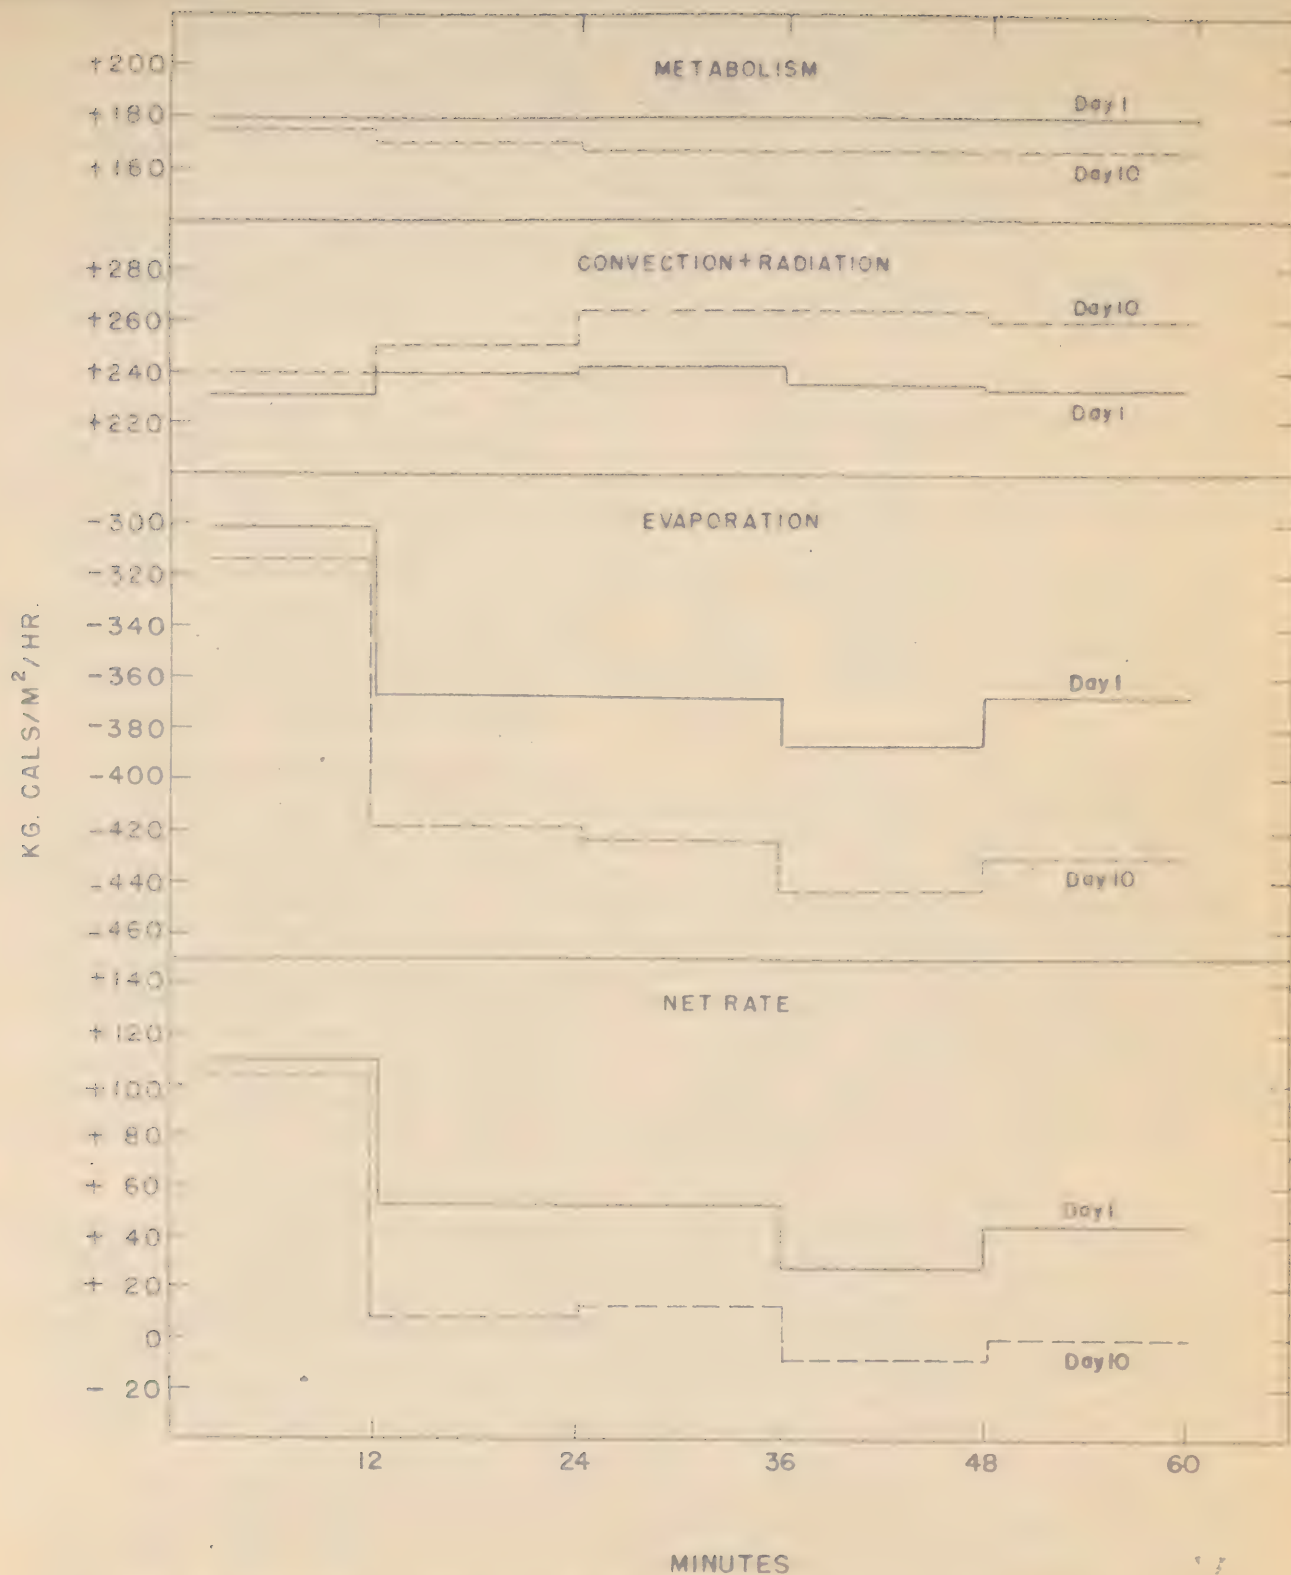 METABOLISM
+200
+180
+160
Day 1
Day 10
CONVECTION + RADIATION
+280
+260
+240
+220
Day 10
Day 1
EVAPORATION
-300
-320
-340
-360
-380
-400
-420
-440
-460
Day 1
Day 10
NET RATE
+140
+120
+100
+ 80
+ 60
+ 40
+ 20
0
- 20
Day 1
Day 10
KG. CALS/M²/HR.
12 24 36 48 60
MINUTES